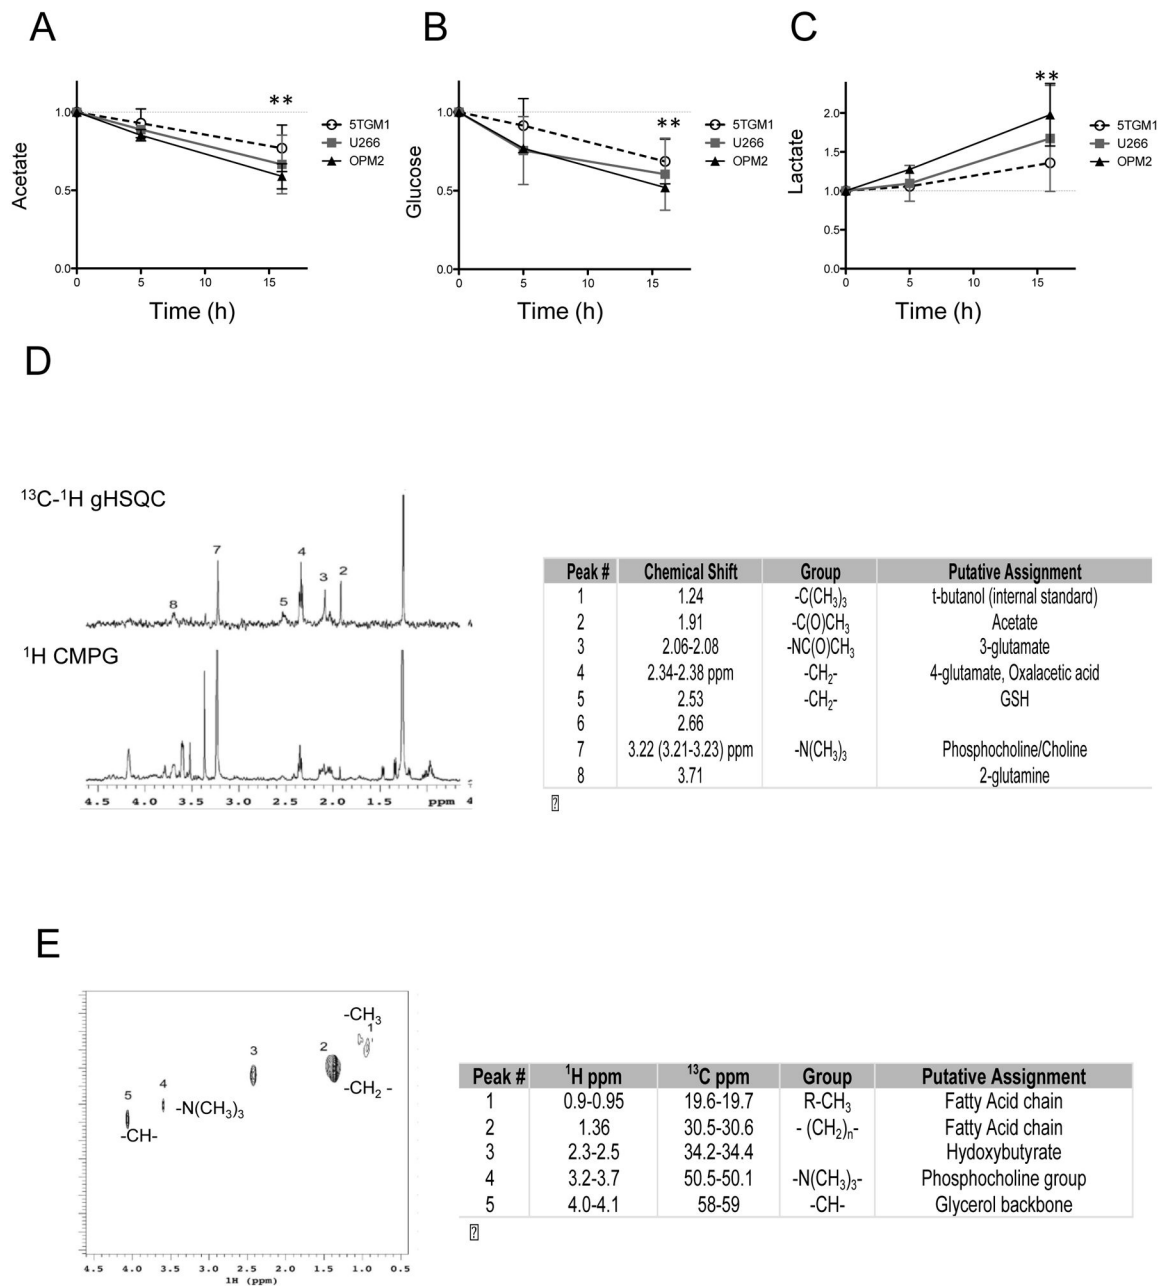 A
B
C
Acetate
1.0
0.5
0.0
0
5
10
15
Time (h)
**
5TGM1
U266
OPM2
Glucose
1.0
0.5
0.0
0
5
10
15
Time (h)
**
5TGM1
U266
OPM2
Lactate
2.0
1.5
1.0
0.5
0.0
0
5
10
15
Time (h)
**
5TGM1
U266
OPM2
D
¹³C-¹H gHSQC
8
7
5
4
3
2
¹H CMPG
4.5 4.0 3.5 3.0 2.5 2.0 1.5 ppm 4
Peak # Chemical Shift Group Putative Assignment
1 1.24 -C(CH₃)₃ t-butanol (internal standard)
2 1.91 -C(O)CH₃ Acetate
3 2.06-2.08 -NC(O)CH₃ 3-glutamate
4 2.34-2.38 ppm -CH₂- 4-glutamate, Oxalacetic acid
5 2.53 -CH₂- GSH
6 2.66
7 3.22 (3.21-3.23) ppm -N(CH₃)₃ Phosphocholine/Choline
8 3.71 2-glutamine
?
E
-CH₃
1
2
-CH₂ -
3
4
-N(CH₃)₃
5
-CH-
4.5 4.0 3.5 3.0 2.5 2.0 1.5 1.0 0.5
1H (ppm)
Peak # ¹H ppm ¹³C ppm Group Putative Assignment
1 0.9-0.95 19.6-19.7 R-CH₃ Fatty Acid chain
2 1.36 30.5-30.6 - (CH₂)ₙ- Fatty Acid chain
3 2.3-2.5 34.2-34.4 Hydoxybutyrate
4 3.2-3.7 50.5-50.1 -N(CH₃)₃- Phosphocholine group
5 4.0-4.1 58-59 -CH- Glycerol backbone
?